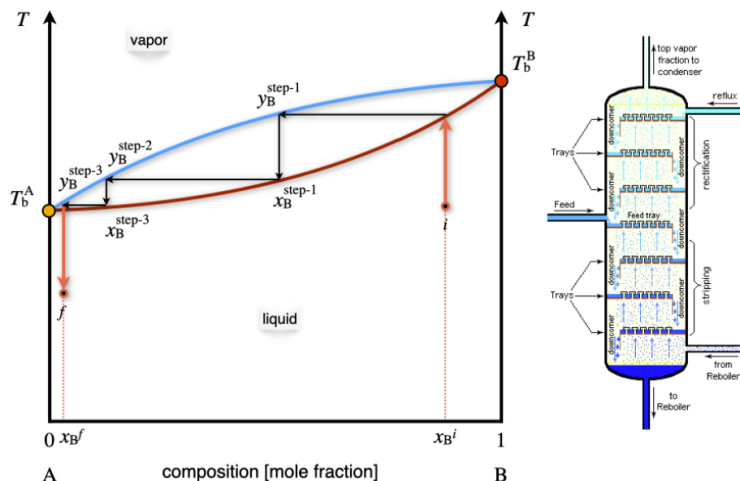 T
T
vapor
T_b^B
y_B^step-1
y_B^step-2
y_B^step-3
T_b^A
x_B^step-1
x_B^step-3
i
f
liquid
0
x_B^f
x_B^i
1
A
composition [mole fraction]
B
top vapor
fraction to
condenser
reflux
downcomer
Trays
downcomer
rectification
downcomer
Feed
Feed tray
downcomer
downcomer
Trays
downcomer
stripping
downcomer
from
Reboiler
to
Reboiler